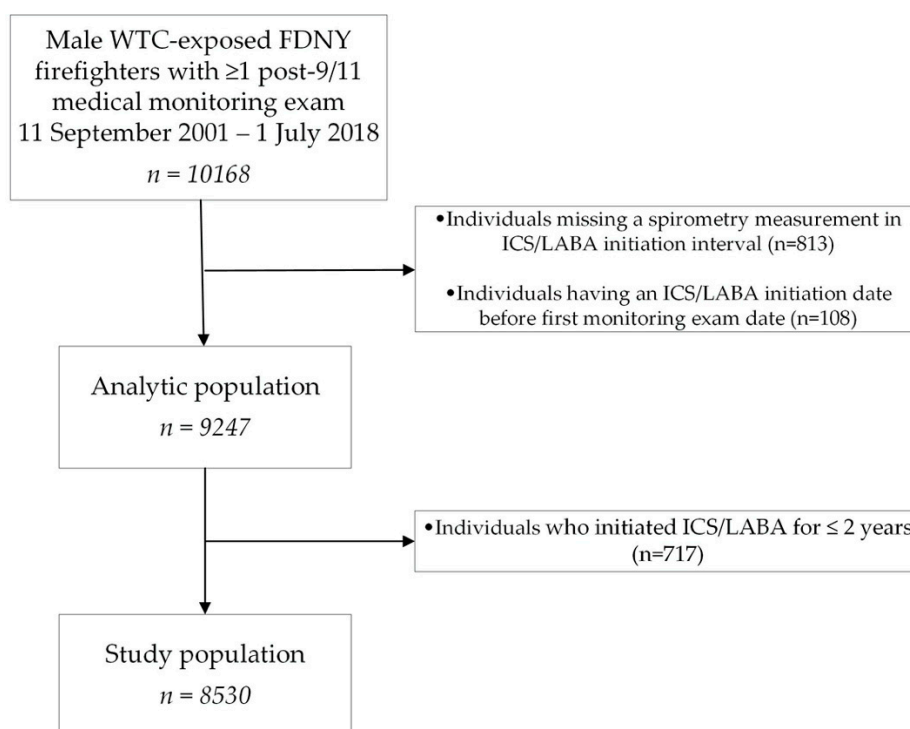 Male WTC-exposed FDNY
firefighters with ≥1 post-9/11
medical monitoring exam
11 September 2001 – 1 July 2018
n = 10168
•Individuals missing a spirometry measurement in
ICS/LABA initiation interval (n=813)
•Individuals having an ICS/LABA initiation date
before first monitoring exam date (n=108)
Analytic population
n = 9247
•Individuals who initiated ICS/LABA for ≤ 2 years
(n=717)
Study population
n = 8530